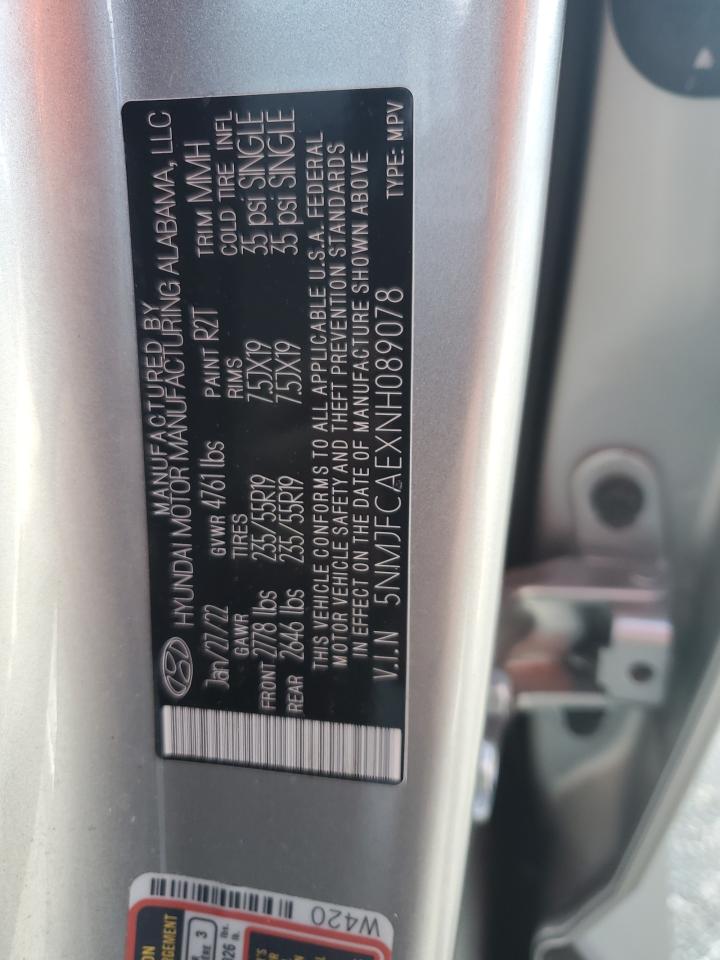 MANUFACTURED BY
HYUNDAI MOTOR MANUFACTURING ALABAMA, LLC
Jan/27/22 GVWR 4761 lbs PAINT R2T TRIM MMH
GAWR TIRES RIMS COLD TIRE INFL
FRONT 2778 lbs 235/55R19 7.5JX19 35 psi SINGLE
REAR 2646 lbs 235/55R19 7.5JX19 35 psi SINGLE
THIS VEHICLE CONFORMS TO ALL APPLICABLE U.S.A. FEDERAL
MOTOR VEHICLE SAFETY AND THEFT PREVENTION STANDARDS
IN EFFECT ON THE DATE OF MANUFACTURE SHOWN ABOVE
V.I.N 5NMJFCAEXNH089078 TYPE: MPV
W420
3